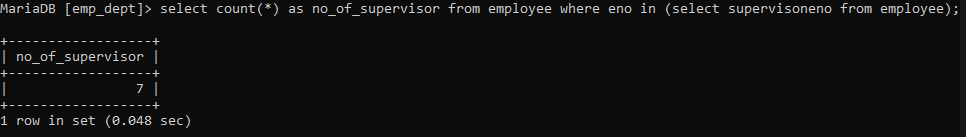 MariaDB [emp_dept]> select count(*) as no_of_supervisor from employee where eno in (select supervisoneno from employee);
+------------------+
| no_of_supervisor |
+------------------+
|                7 |
+------------------+
1 row in set (0.048 sec)